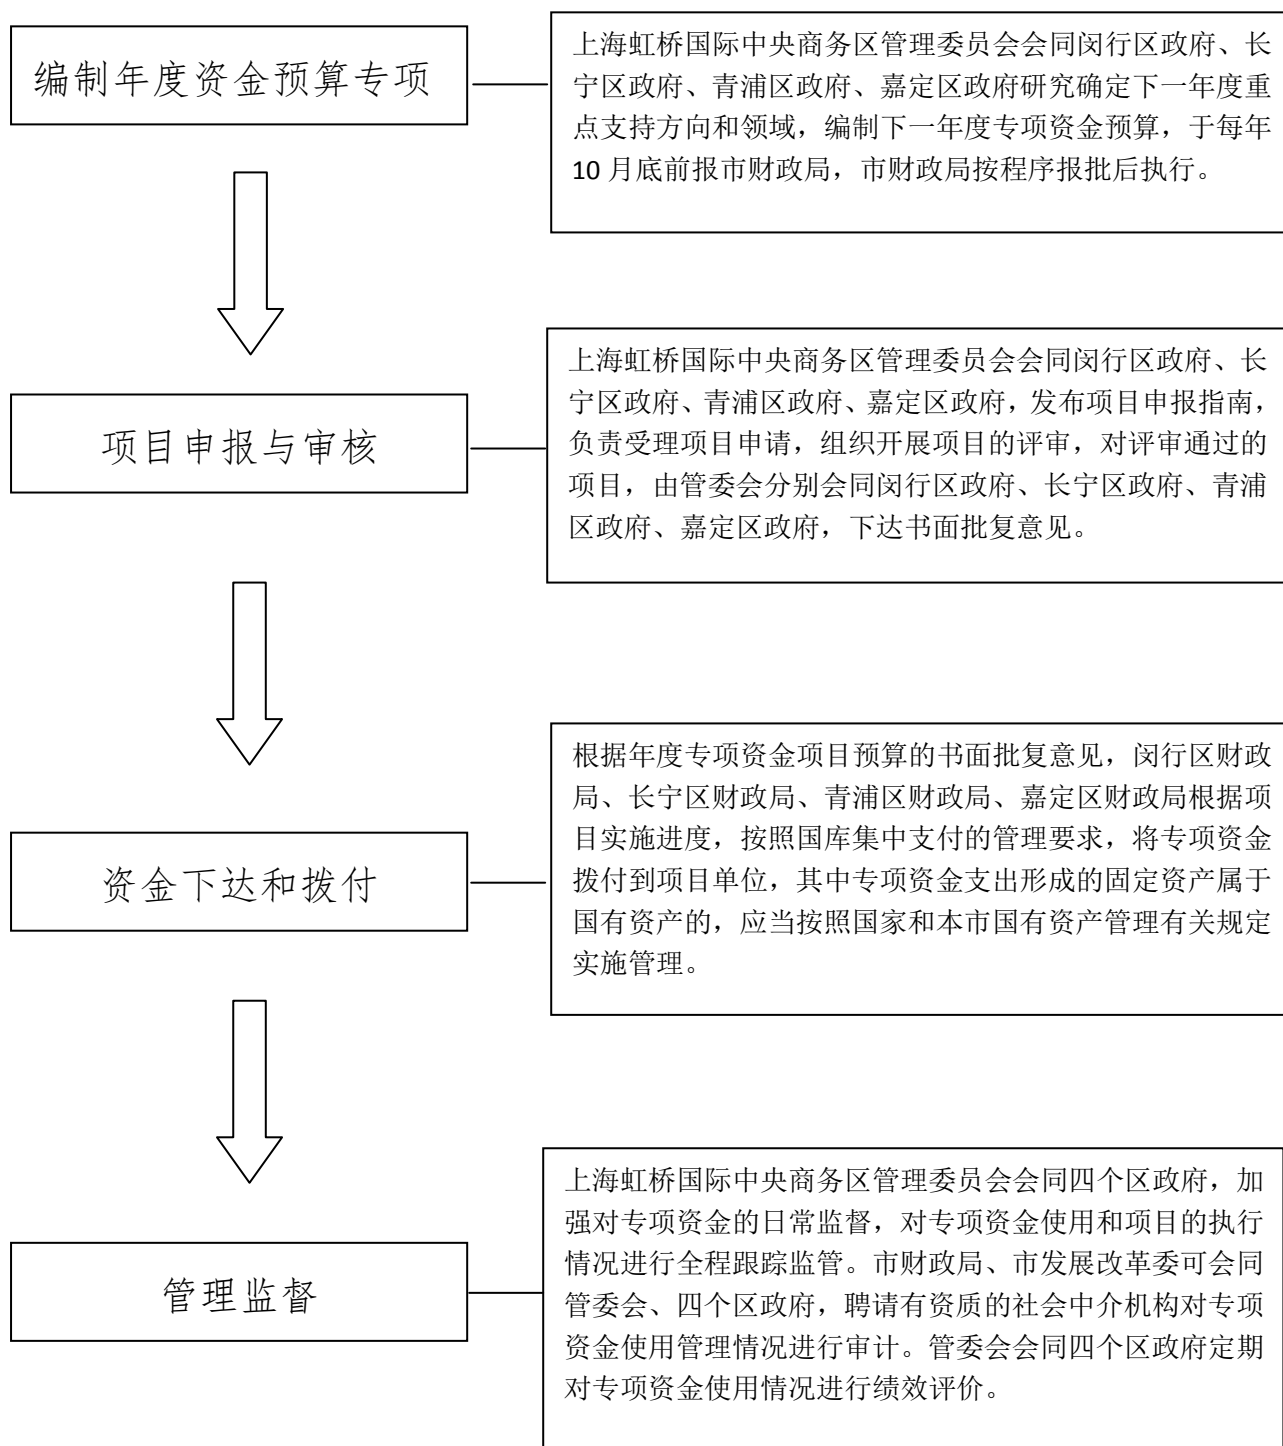 编制年度资金预算专项
上海虹桥国际中央商务区管理委员会会同闵行区政府、长
宁区政府、青浦区政府、嘉定区政府研究确定下一年度重
点支持方向和领域，编制下一年度专项资金预算，于每年
10 月底前报市财政局，市财政局按程序报批后执行。
项目申报与审核
上海虹桥国际中央商务区管理委员会会同闵行区政府、长
宁区政府、青浦区政府、嘉定区政府，发布项目申报指南，
负责受理项目申请，组织开展项目的评审，对评审通过的
项目，由管委会分别会同闵行区政府、长宁区政府、青浦
区政府、嘉定区政府，下达书面批复意见。
资金下达和拨付
根据年度专项资金项目预算的书面批复意见，闵行区财政
局、长宁区财政局、青浦区财政局、嘉定区财政局根据项
目实施进度，按照国库集中支付的管理要求，将专项资金
拨付到项目单位，其中专项资金支出形成的固定资产属于
国有资产的，应当按照国家和本市国有资产管理有关规定
实施管理。
管理监督
上海虹桥国际中央商务区管理委员会会同四个区政府，加
强对专项资金的日常监督，对专项资金使用和项目的执行
情况进行全程跟踪监管。市财政局、市发展改革委可会同
管委会、四个区政府，聘请有资质的社会中介机构对专项
资金使用管理情况进行审计。管委会会同四个区政府定期
对专项资金使用情况进行绩效评价。